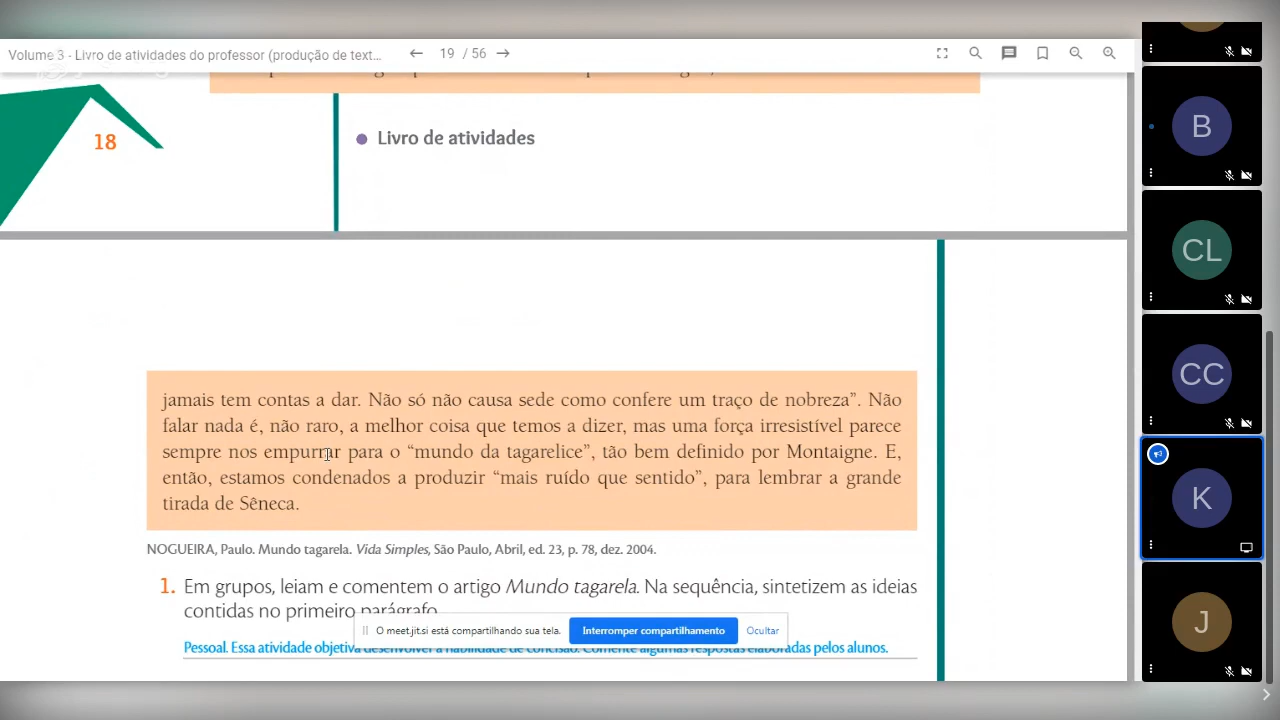 Volume 3 - Livro de atividades do professor (produção de text...
19 / 56
18
Livro de atividades
jamais tem contas a dar. Não só não causa sede como confere um traço de nobreza”. Não
falar nada é, não raro, a melhor coisa que temos a dizer, mas uma força irresistível parece
sempre nos empurrar para o “mundo da tagarelice”, tão bem definido por Montaigne. E,
então, estamos condenados a produzir “mais ruído que sentido”, para lembrar a grande
tirada de Sêneca.
NOGUEIRA, Paulo. Mundo tagarela. Vida Simples, São Paulo, Abril, ed. 23, p. 78, dez. 2004.
1. Em grupos, leiam e comentem o artigo Mundo tagarela. Na sequência, sintetizem as ideias
contidas no primeiro parágrafo.
O meet.jit.si está compartilhando sua tela. Interromper compartilhamento Ocultar
Pessoal. Essa atividade objetiva desenvolver a habilidade de concisão. Comente algumas respostas elaboradas pelos alunos.
B
CL
CC
K
J